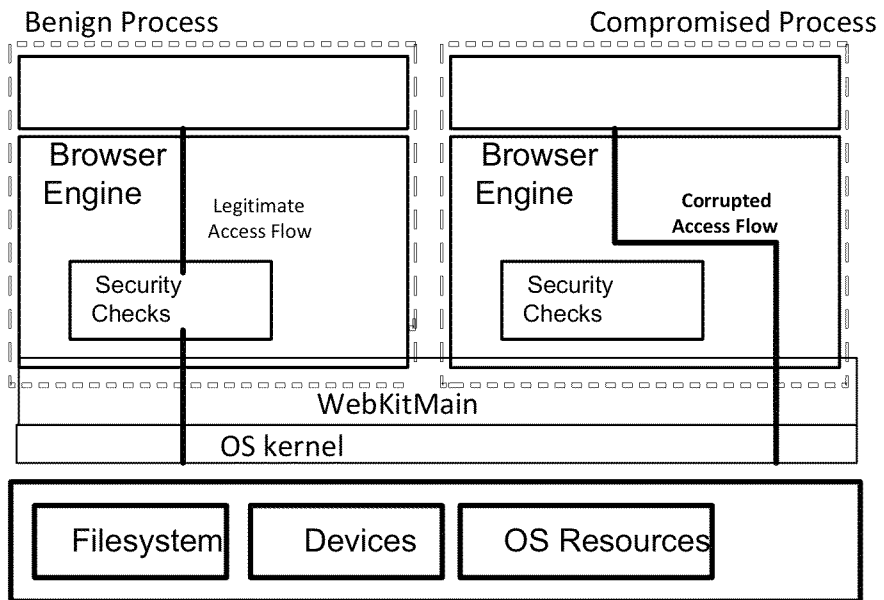 Benign Process
Compromised Process
Browser
Engine
Legitimate
Access Flow
Security
Checks
Browser
Engine
Corrupted
Access Flow
Security
Checks
WebKitMain
OS kernel
Filesystem
Devices
OS Resources